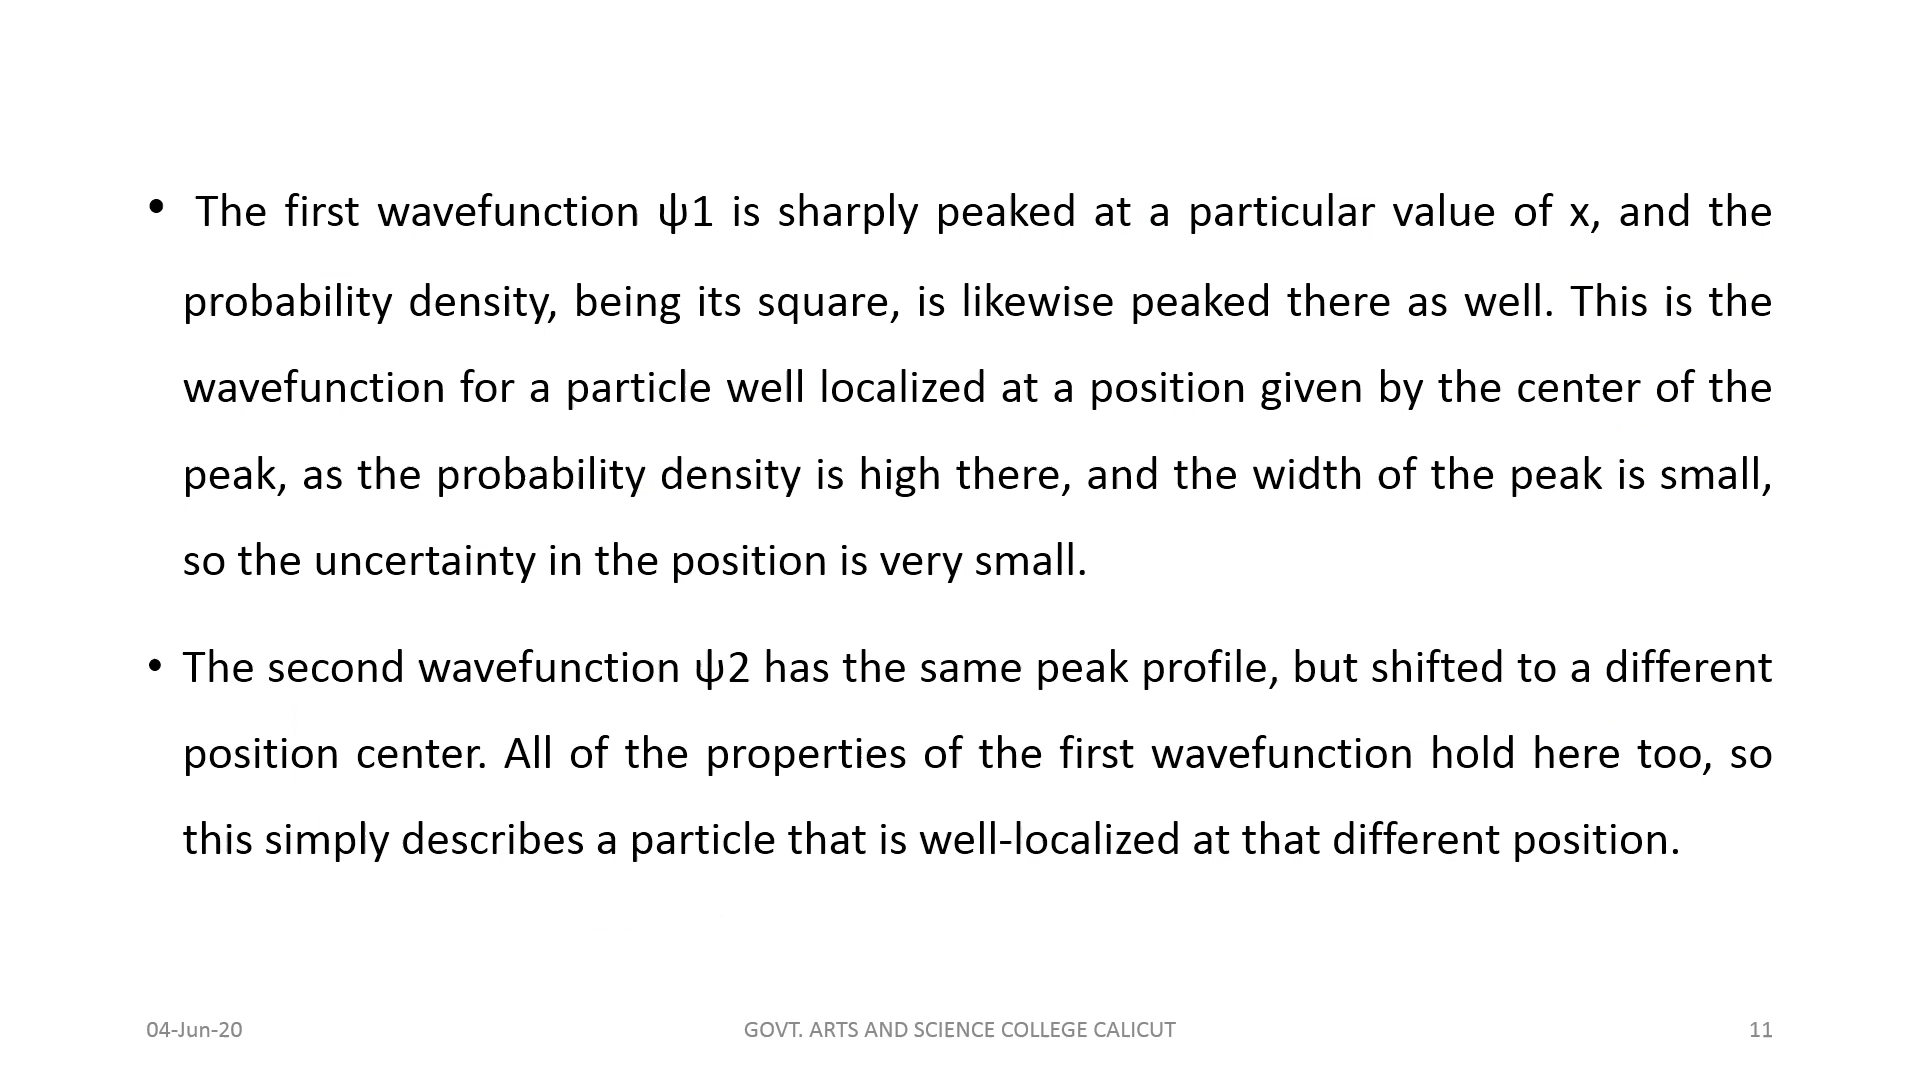 • The first wavefunction ψ1 is sharply peaked at a particular value of x, and the
probability density, being its square, is likewise peaked there as well. This is the
wavefunction for a particle well localized at a position given by the center of the
peak, as the probability density is high there, and the width of the peak is small,
so the uncertainty in the position is very small.
• The second wavefunction ψ2 has the same peak profile, but shifted to a different
position center. All of the properties of the first wavefunction hold here too, so
this simply describes a particle that is well-localized at that different position.
04-Jun-20 GOVT. ARTS AND SCIENCE COLLEGE CALICUT 11